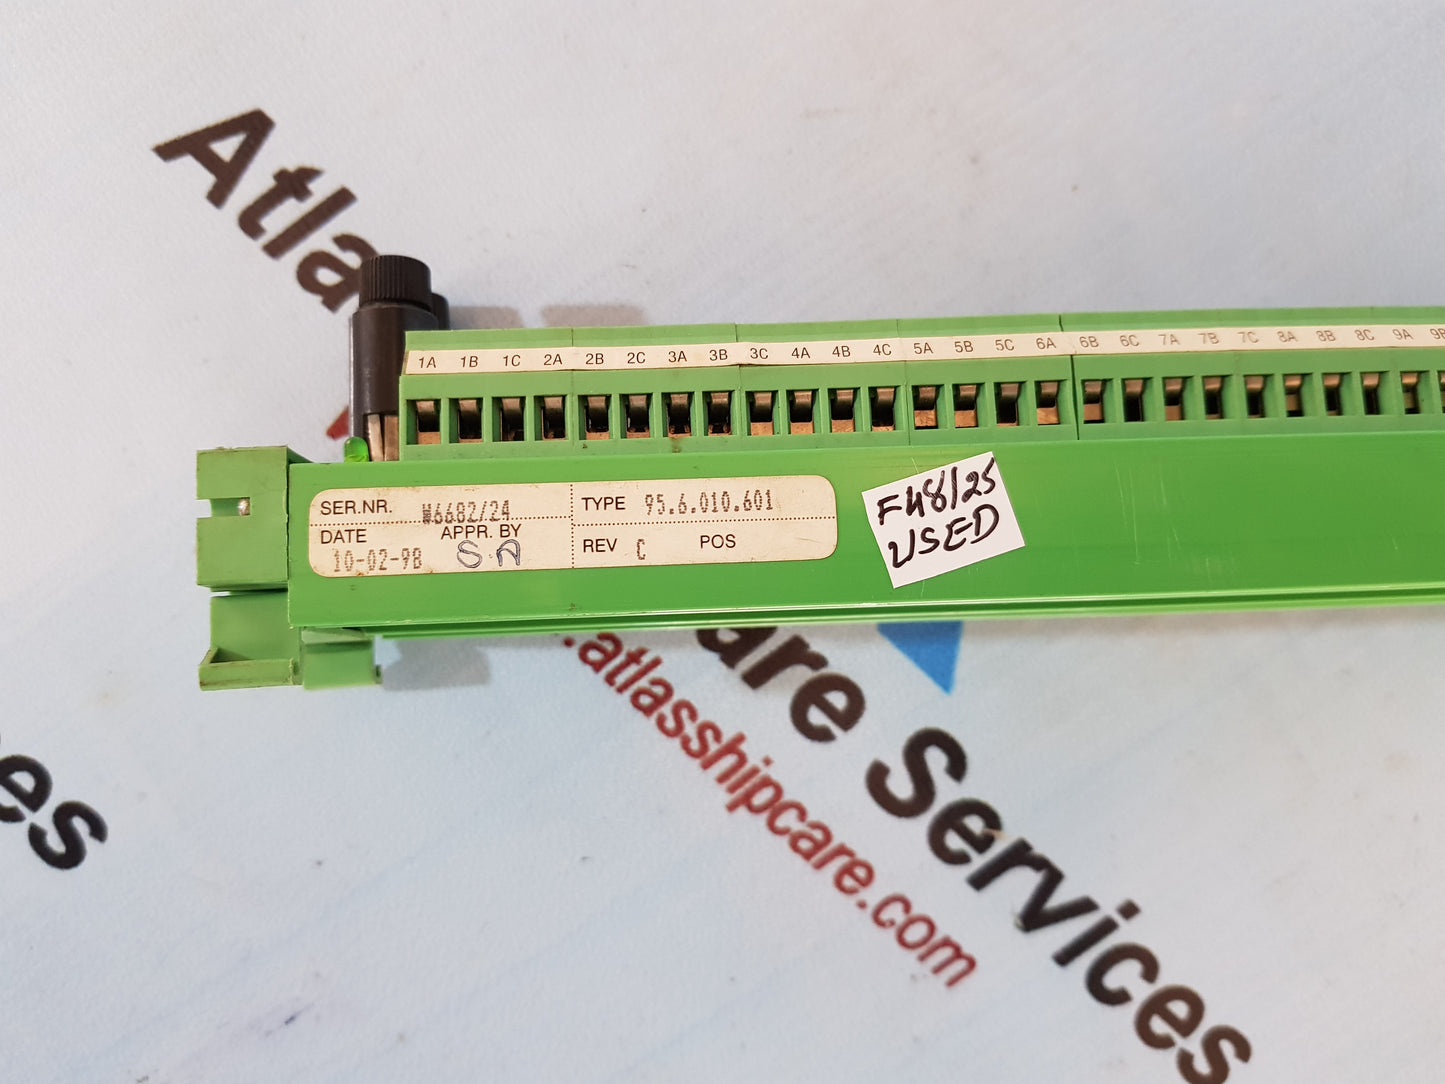 Atla
1A 1B 1C 2A 2B 2C 3A 3B 3C 4A 4B 4C 5A 5B 5C 6A 6B 6C 7A 7B 7C 8A 8B 8C 9A 9B
SER.NR. W6682/24 TYPE 95.6.010.601
DATE APPR. BY REV C POS
10-02-98 S A
F48/25
USED
are Services
.atlasshipcare.com
es